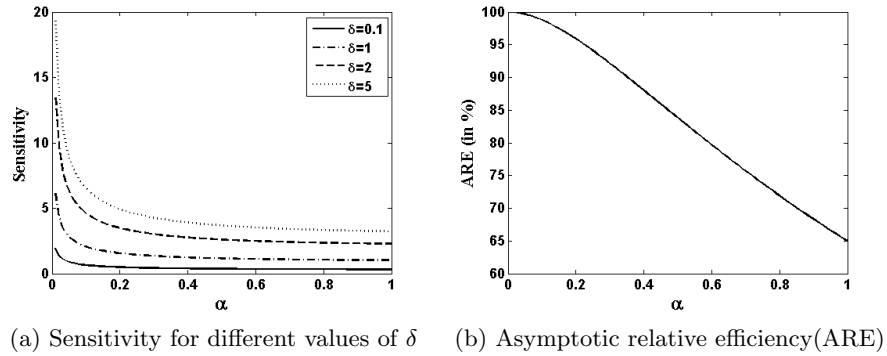 20
15
10
5
0
Sensitivity
0
0.2
0.4
0.6
0.8
1
α
δ=0.1
δ=1
δ=2
δ=5
100
95
90
85
80
75
70
65
60
ARE (in %)
0
0.2
0.4
0.6
0.8
1
α
(a) Sensitivity for different values of δ
(b) Asymptotic relative efficiency(ARE)